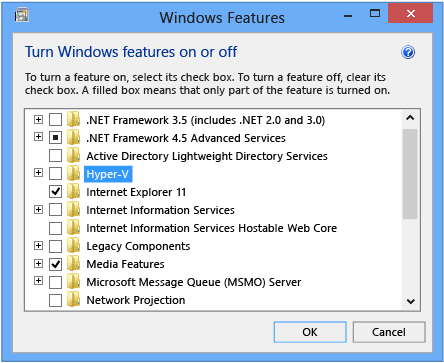 Windows Features
Turn Windows features on or off
To turn a feature on, select its check box. To turn a feature off, clear its
check box. A filled box means that only part of the feature is turned on.
.NET Framework 3.5 (includes .NET 2.0 and 3.0)
.NET Framework 4.5 Advanced Services
Active Directory Lightweight Directory Services
Hyper-V
Internet Explorer 11
Internet Information Services
Internet Information Services Hostable Web Core
Legacy Components
Media Features
Microsoft Message Queue (MSMO) Server
Network Projection
OK
Cancel